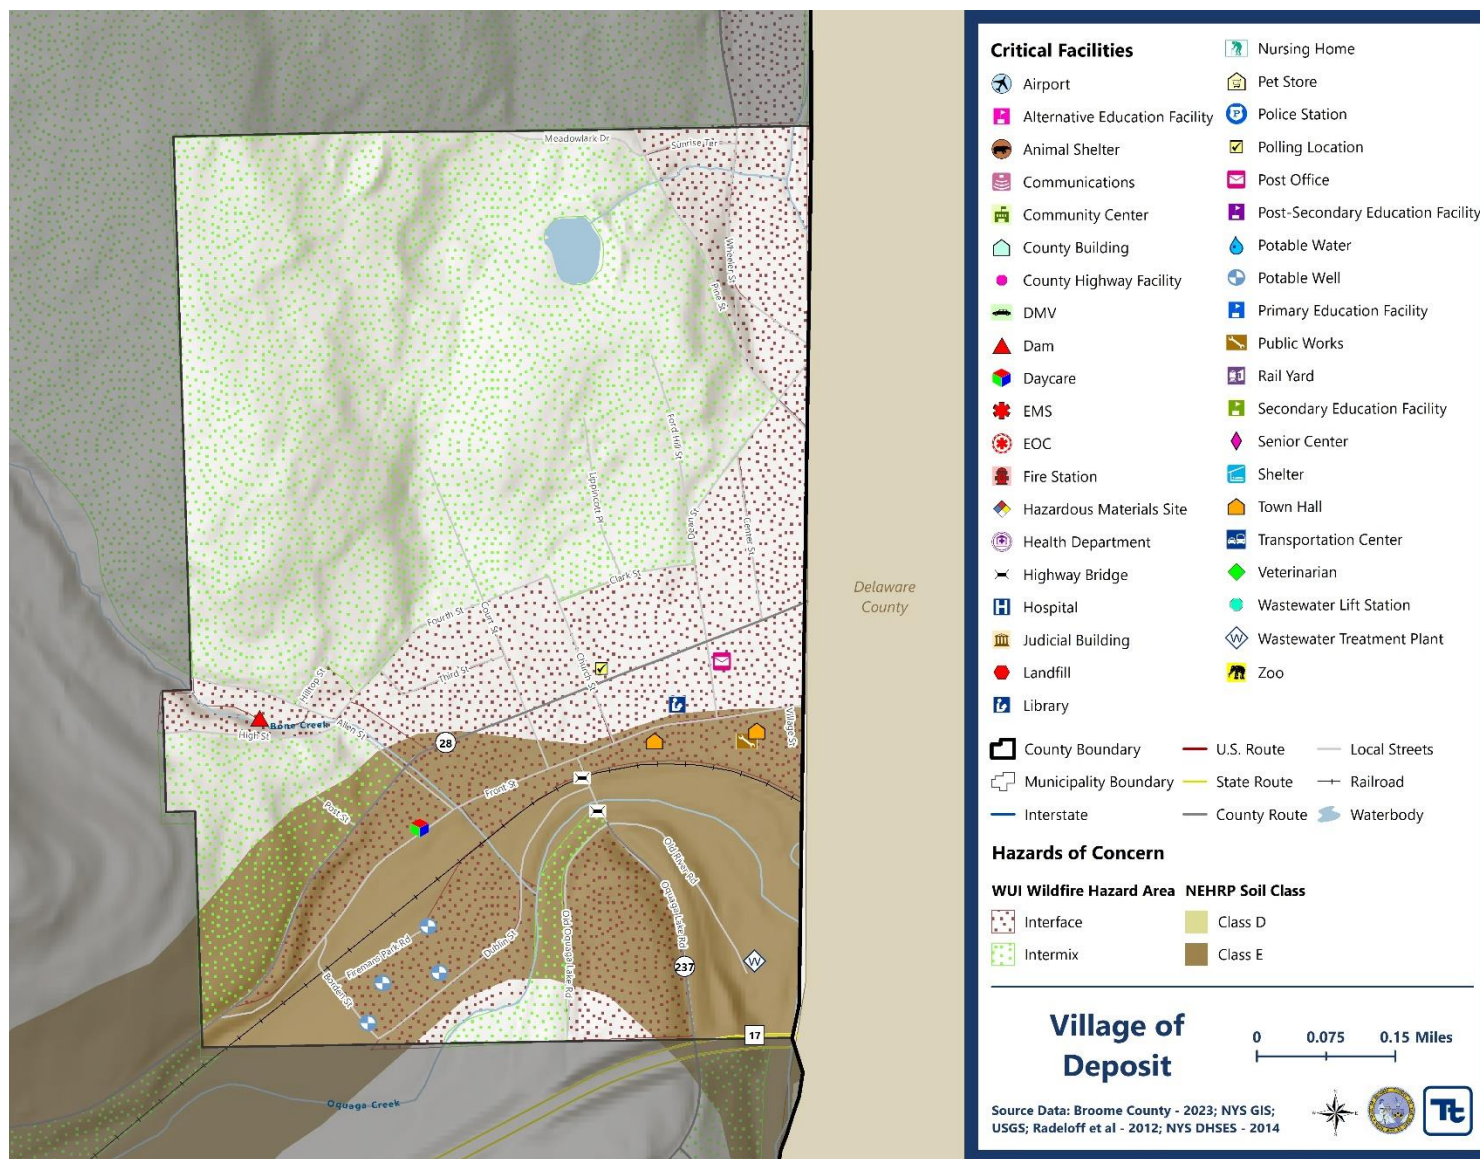 Meadowlark Dr
Sunrise Ter
Wheeler St
Pine St
Ford Hill St
Lippincott Pl
Dean St
Center St
Clark St
Fourth St
Court St
Third St
Church St
Hilltop St
Bone Creek
Allen St
High St
28
Village St
Front St
Post St
Old River Rd
Oquaga Lake Rd
Old Oquaga Lake Rd
Dublin St
Firemans Park Rd
Borden St
237
17
Oquaga Creek
Delaware
County
Critical Facilities
Airport
Alternative Education Facility
Animal Shelter
Communications
Community Center
County Building
County Highway Facility
DMV
Dam
Daycare
EMS
EOC
Fire Station
Hazardous Materials Site
Health Department
Highway Bridge
Hospital
Judicial Building
Landfill
Library
Nursing Home
Pet Store
Police Station
Polling Location
Post Office
Post-Secondary Education Facility
Potable Water
Potable Well
Primary Education Facility
Public Works
Rail Yard
Secondary Education Facility
Senior Center
Shelter
Town Hall
Transportation Center
Veterinarian
Wastewater Lift Station
Wastewater Treatment Plant
Zoo
County Boundary
U.S. Route
Local Streets
Municipality Boundary
State Route
Railroad
Interstate
County Route
Waterbody
Hazards of Concern
WUI Wildfire Hazard Area
NEHRP Soil Class
Interface
Class D
Intermix
Class E
Village of
Deposit
0 0.075 0.15 Miles
Source Data: Broome County - 2023; NYS GIS;
USGS; Radeloff et al - 2012; NYS DHSES - 2014
Tt